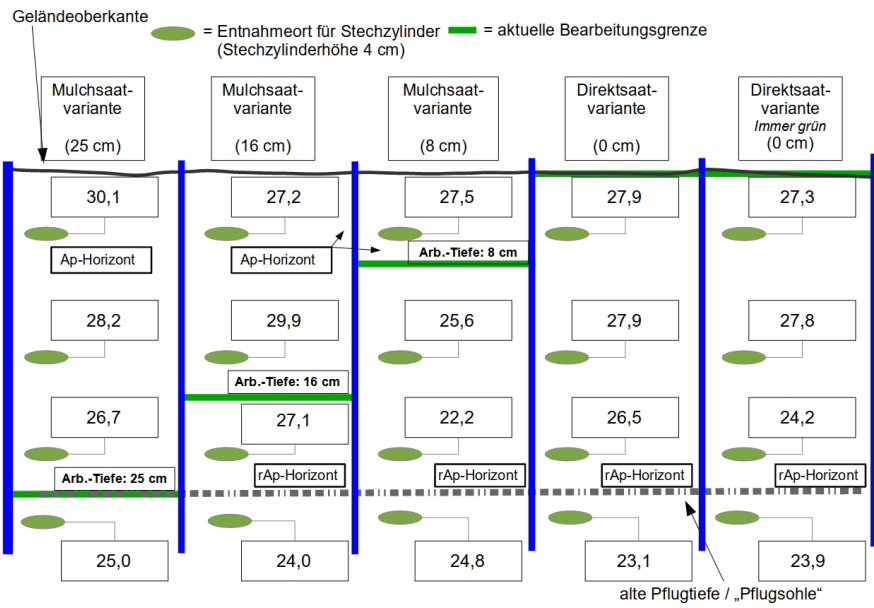 Geländeoberkante
= Entnahmeort für Stechzylinder
(Stechzylinderhöhe 4 cm)
= aktuelle Bearbeitungsgrenze
Mulchsaat-
variante
(25 cm)
Mulchsaat-
variante
(16 cm)
Mulchsaat-
variante
(8 cm)
Direktsaat-
variante
(0 cm)
Direktsaat-
variante
Immer grün
(0 cm)
30,1
27,2
27,5
27,9
27,3
Ap-Horizont
Ap-Horizont
Arb.-Tiefe: 8 cm
28,2
29,9
25,6
27,9
27,8
Arb.-Tiefe: 16 cm
26,7
27,1
22,2
26,5
24,2
Arb.-Tiefe: 25 cm
rAp-Horizont
rAp-Horizont
rAp-Horizont
rAp-Horizont
25,0
24,0
24,8
23,1
23,9
alte Pflugtiefe / „Pflugsohle“